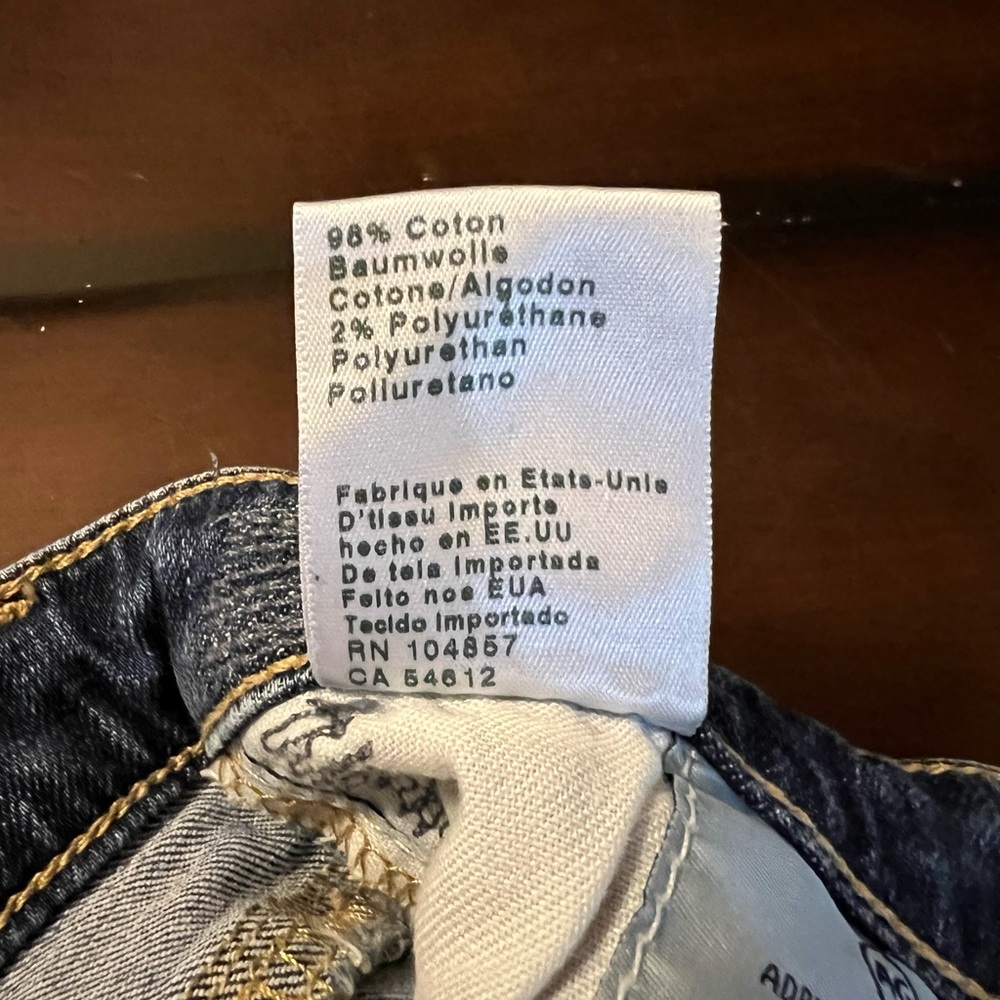 98% Coton
Baumwolle
Cotone/Algodon
2% Polyuréthane
Polyurethan
Poliuretano
Fabrique en Etats-Unis
D'tissu Importe
hecho en EE.UU
De tela Importada
Feito nos EUA
Tecido Importado
RN 104857
CA 54612